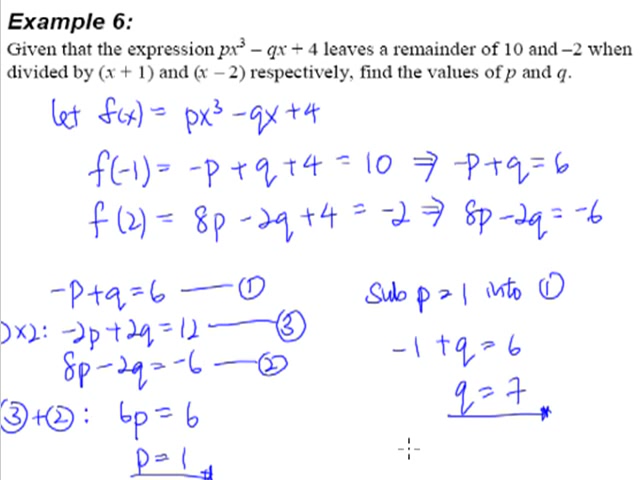 Example 6:
Given that the expression px³ – qx + 4 leaves a remainder of 10 and –2 when
divided by (x + 1) and (x – 2) respectively, find the values of p and q.
let f(x) = px³ - qx + 4
f(-1) = -p + q + 4 = 10 ⇒ -p + q = 6
f(2) = 8p - 2q + 4 = -2 ⇒ 8p - 2q = -6
-p + q = 6 —— ①
) × 2: -2p + 2q = 12 —— ③
8p - 2q = -6 —— ②
③ + ② : 6p = 6
p = 1
Sub p = 1 into ①
-1 + q = 6
q = 7